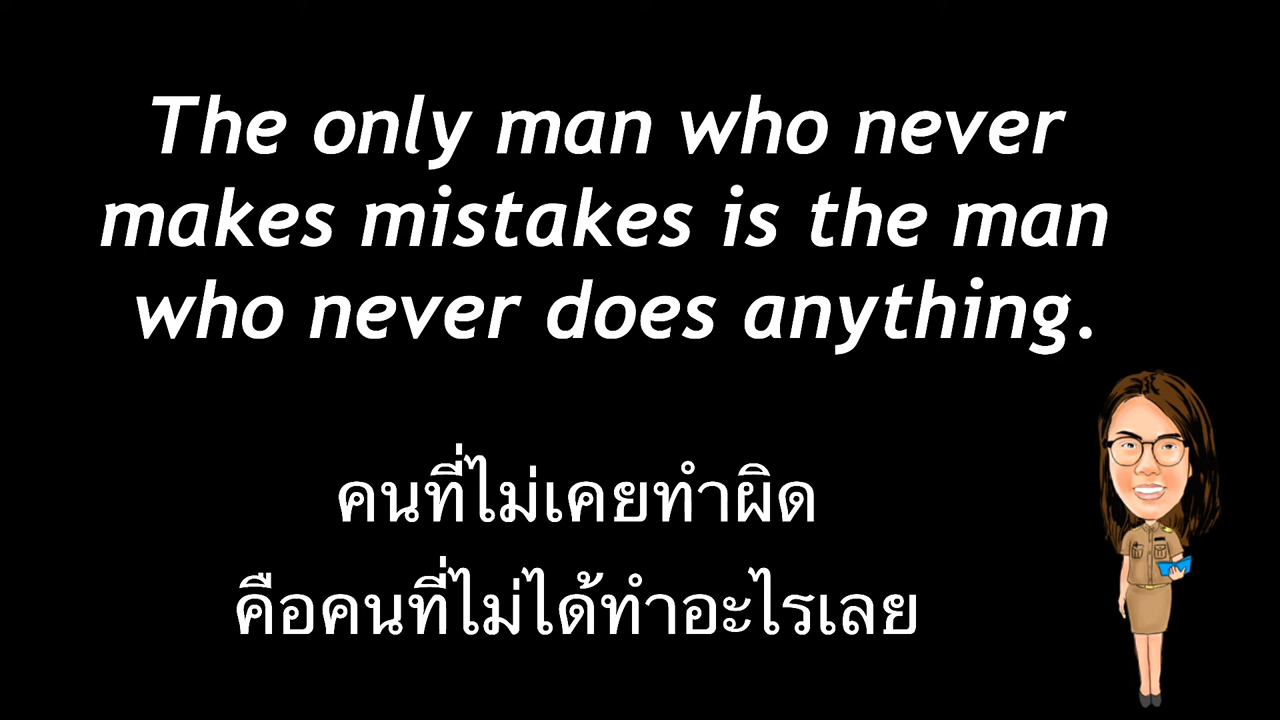 The only man who never
makes mistakes is the man
who never does anything.
คนที่ไม่เคยทำผิด
คือคนที่ไม่ได้ทำอะไรเลย